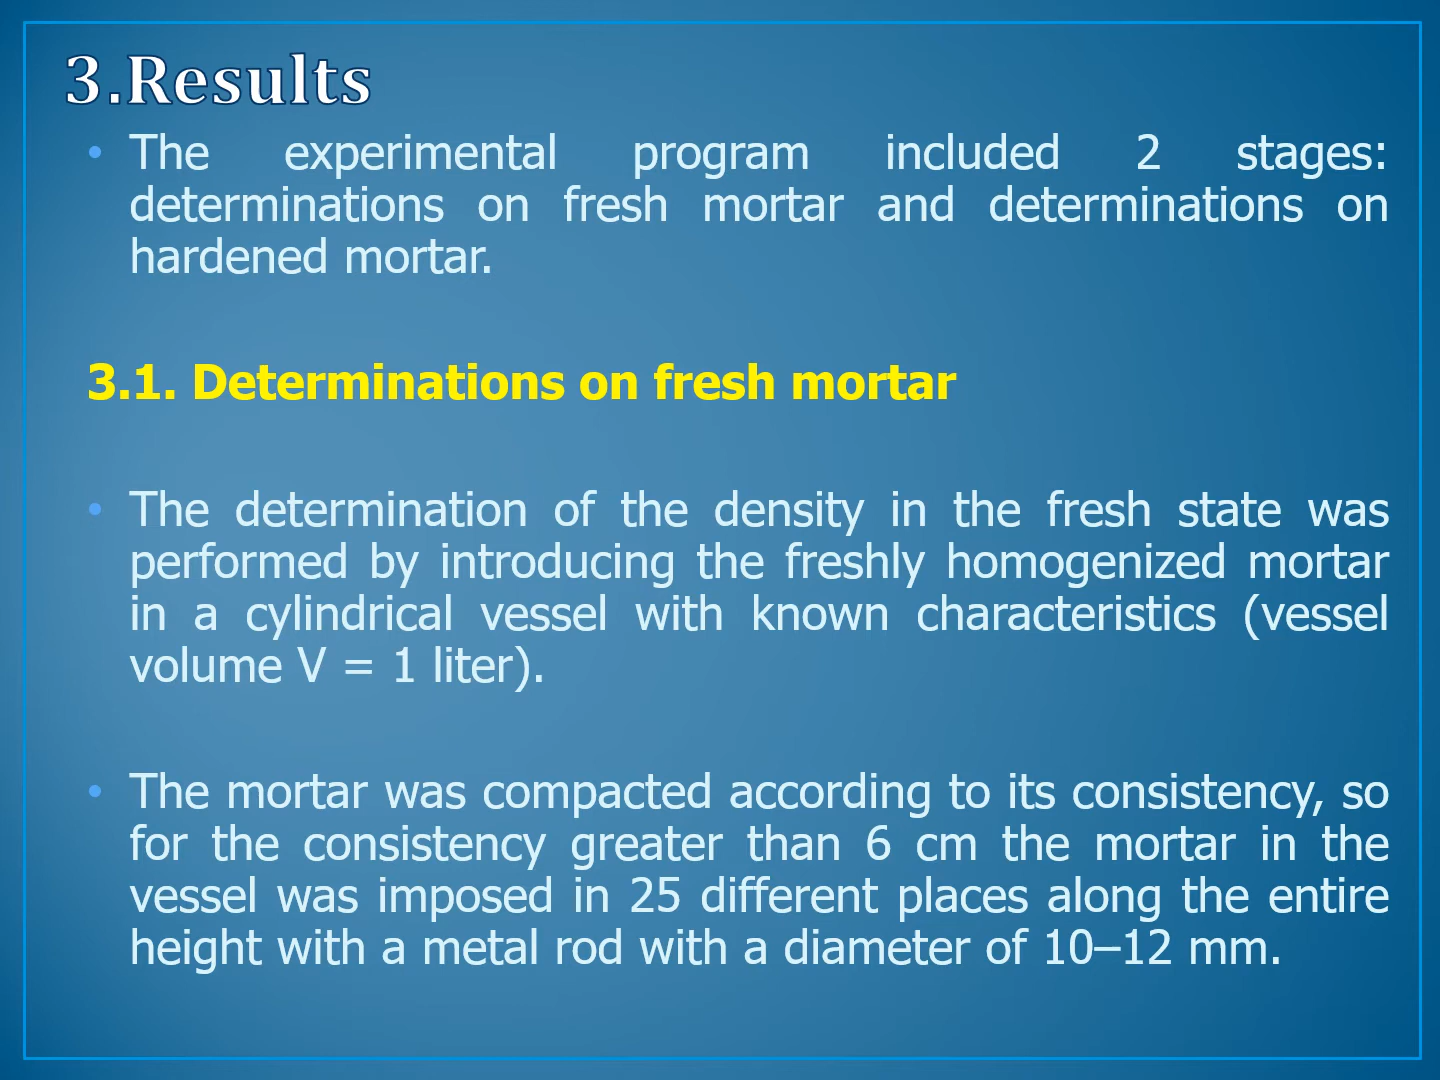 3.Results
• The experimental program included 2 stages:
determinations on fresh mortar and determinations on
hardened mortar.
3.1. Determinations on fresh mortar
• The determination of the density in the fresh state was
performed by introducing the freshly homogenized mortar
in a cylindrical vessel with known characteristics (vessel
volume V = 1 liter).
• The mortar was compacted according to its consistency, so
for the consistency greater than 6 cm the mortar in the
vessel was imposed in 25 different places along the entire
height with a metal rod with a diameter of 10–12 mm.